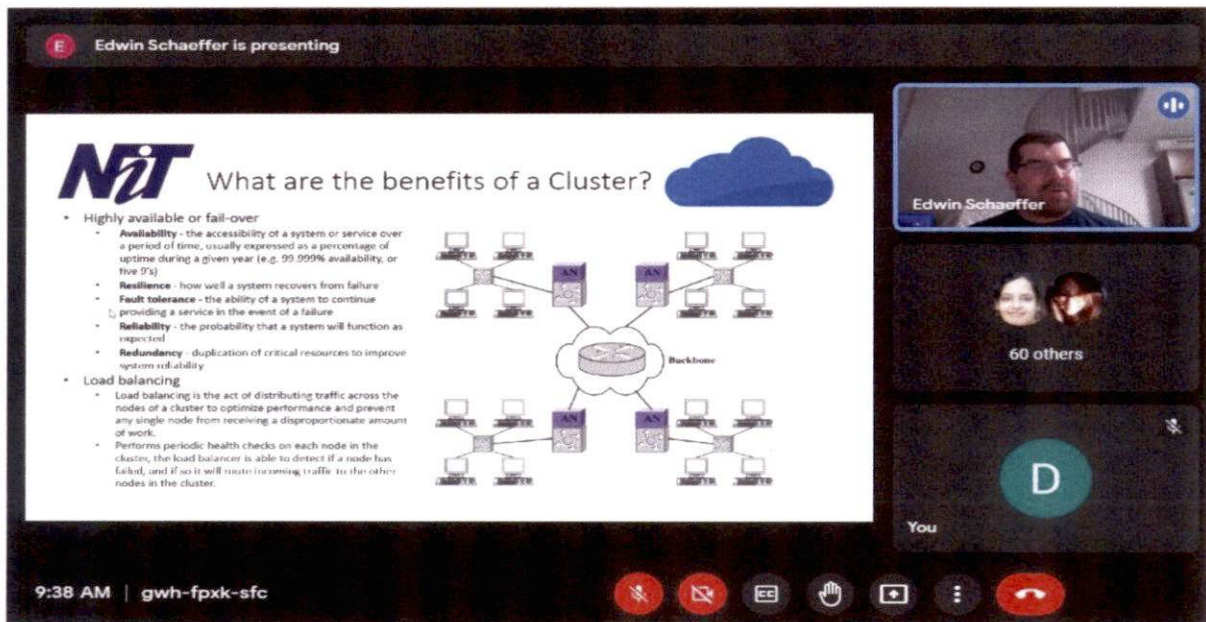 E Edwin Schaeffer is presenting
NiT
What are the benefits of a Cluster?
• Highly available or fail-over
• Availability - the accessibility of a system or service over
a period of time, usually expressed as a percentage of
uptime during a given year (e.g. 99.999% availability, or
five 9's)
• Resilience - how well a system recovers from failure
• Fault tolerance - the ability of a system to continue
providing a service in the event of a failure
• Reliability - the probability that a system will function as
expected
• Redundancy - duplication of critical resources to improve
system reliability
• Load balancing
• Load balancing is the act of distributing traffic across the
nodes of a cluster to optimize performance and prevent
any single node from receiving a disproportionate amount
of work.
• Performs periodic health checks on each node in the
cluster, the load balancer is able to detect if a node has
failed, and if so it will route incoming traffic to the other
nodes in the cluster.
AN
AN
Backbone
AN
AN
Edwin Schaeffer
60 others
D
You
9:38 AM | gwh-fpxk-sfc
CC